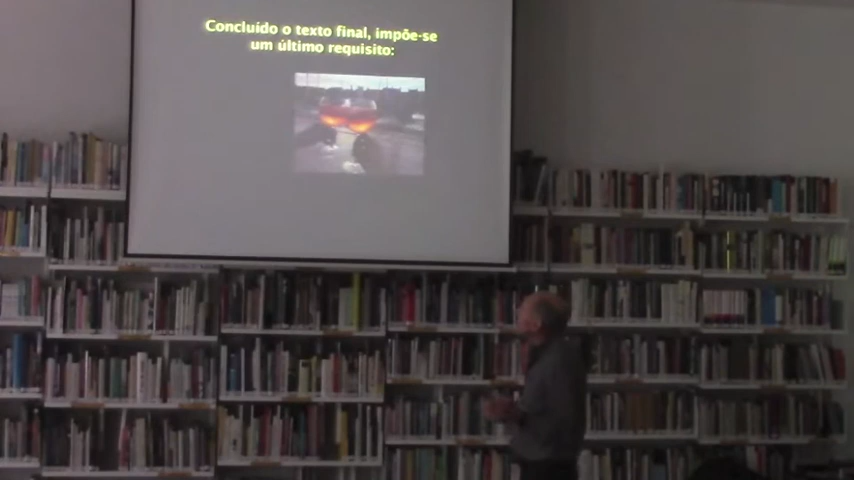 Concluído o texto final, impõe-se
um último requisito: